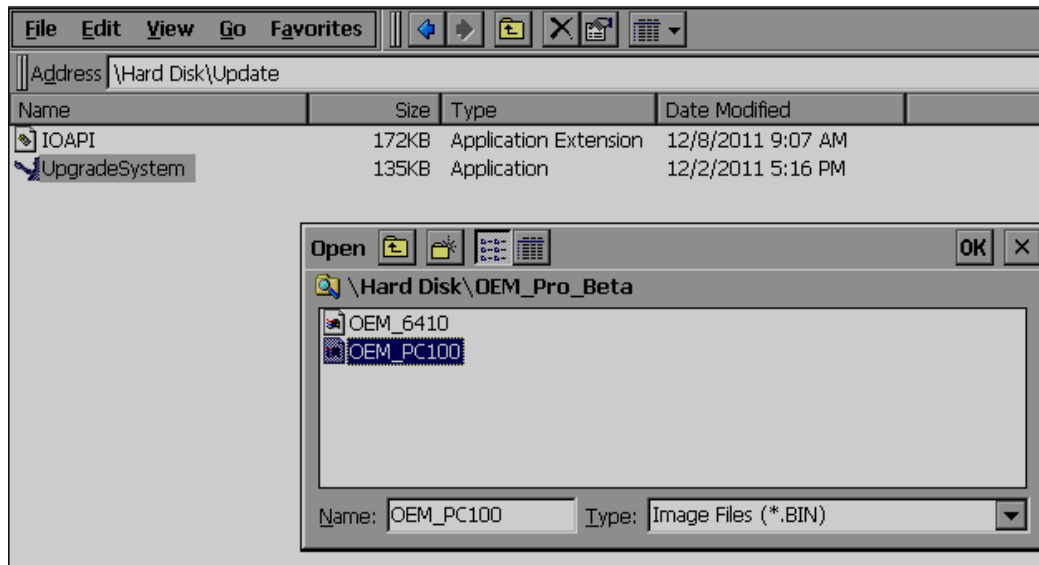 File Edit View Go Favorites
Address \Hard Disk\Update
Name Size Type Date Modified
IOAPI 172KB Application Extension 12/8/2011 9:07 AM
UpgradeSystem 135KB Application 12/2/2011 5:16 PM
Open OK
\Hard Disk\OEM_Pro_Beta
OEM_6410
OEM_PC100
Name: OEM_PC100 Type: Image Files (*.BIN)